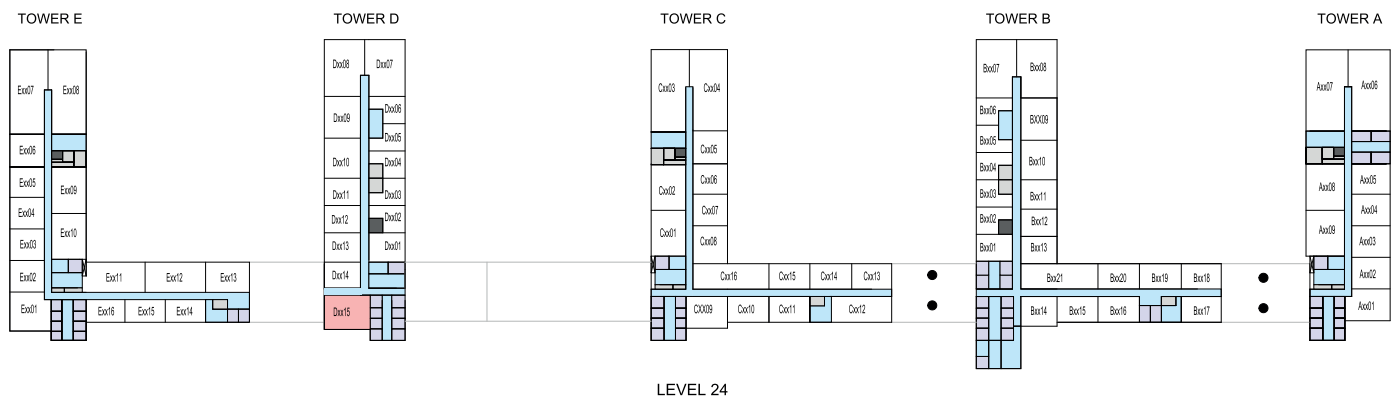 TOWER E
TOWER D
TOWER C
TOWER B
TOWER A
Exx07
Exx08
Exx06
Exx05
Exx09
Exx04
Exx03
Exx10
Exx02
Exx11
Exx12
Exx13
Exx01
Exx16
Exx15
Exx14
Dxx08
Dxx07
Dxx09
Dxx06
Dxx05
Dxx10
Dxx04
Dxx11
Dxx03
Dxx12
Dxx02
Dxx13
Dxx01
Dxx14
Dxx15
Cxx03
Cxx04
Cxx05
Cxx02
Cxx06
Cxx07
Cxx01
Cxx08
Cxx16
Cxx15
Cxx14
Cxx13
CXX09
Cxx10
Cxx11
Cxx12
Bxx07
Bxx08
Bxx06
BXX09
Bxx05
Bxx04
Bxx10
Bxx03
Bxx11
Bxx02
Bxx12
Bxx01
Bxx13
Bxx21
Bxx20
Bxx19
Bxx18
Bxx14
Bxx15
Bxx16
Bxx17
Axx07
Axx06
Axx08
Axx05
Axx04
Axx09
Axx03
Axx02
Axx01
LEVEL 24